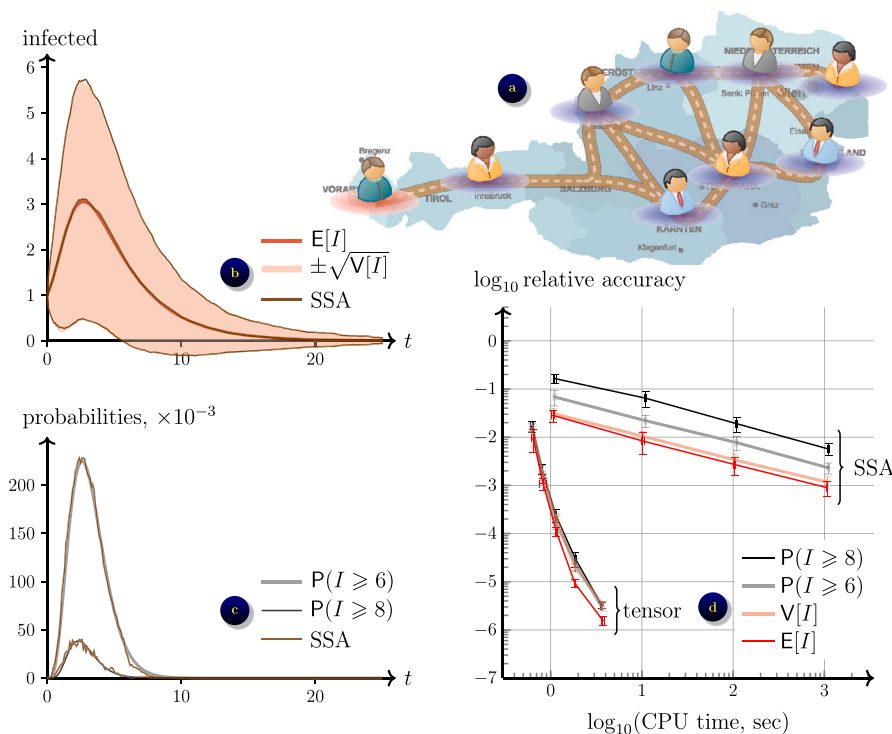 infected
6
5
4
3
2
1
0
0
10
20
t
E[I]
±√V[I]
SSA
b
a
Bregenz
VORARL
TIROL
Innsbruck
SALZBURG
Linz
NIEDERÖSTERREICH
Sankt Pölten
Wien
Graz
KÄRNTEN
Klagenfurt
LAND
probabilities, ×10⁻³
200
150
100
50
0
0
10
20
t
P(I ⩾ 6)
P(I ⩾ 8)
SSA
c
log₁₀ relative accuracy
0
−1
−2
−3
−4
−5
−6
−7
0
1
2
3
log₁₀(CPU time, sec)
SSA
tensor
d
P(I ⩾ 8)
P(I ⩾ 6)
V[I]
E[I]